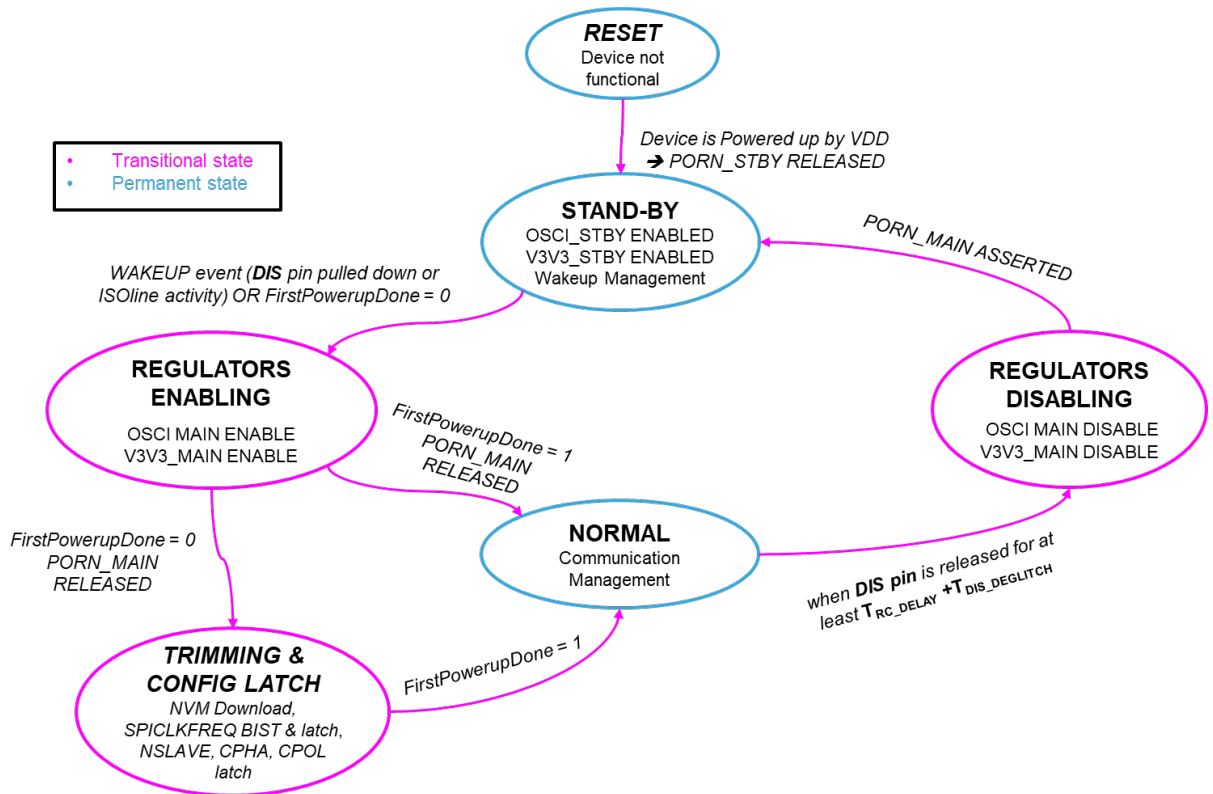 RESET
Device not
functional
Device is Powered up by VDD
➔ PORN_STBY RELEASED
• Transitional state
• Permanent state
STAND-BY
OSCI_STBY ENABLED
V3V3_STBY ENABLED
Wakeup Management
PORN_MAIN ASSERTED
WAKEUP event (DIS pin pulled down or
ISOline activity) OR FirstPowerupDone = 0
REGULATORS
ENABLING
OSCI MAIN ENABLE
V3V3_MAIN ENABLE
REGULATORS
DISABLING
OSCI MAIN DISABLE
V3V3_MAIN DISABLE
FirstPowerupDone = 1
PORN_MAIN
RELEASED
FirstPowerupDone = 0
PORN_MAIN
RELEASED
NORMAL
Communication
Management
when DIS pin is released for at
least TRC_DELAY +TDIS_DEGLITCH
TRIMMING &
CONFIG LATCH
NVM Download,
SPICLKFREQ BIST & latch,
NSLAVE, CPHA, CPOL
latch
FirstPowerupDone = 1